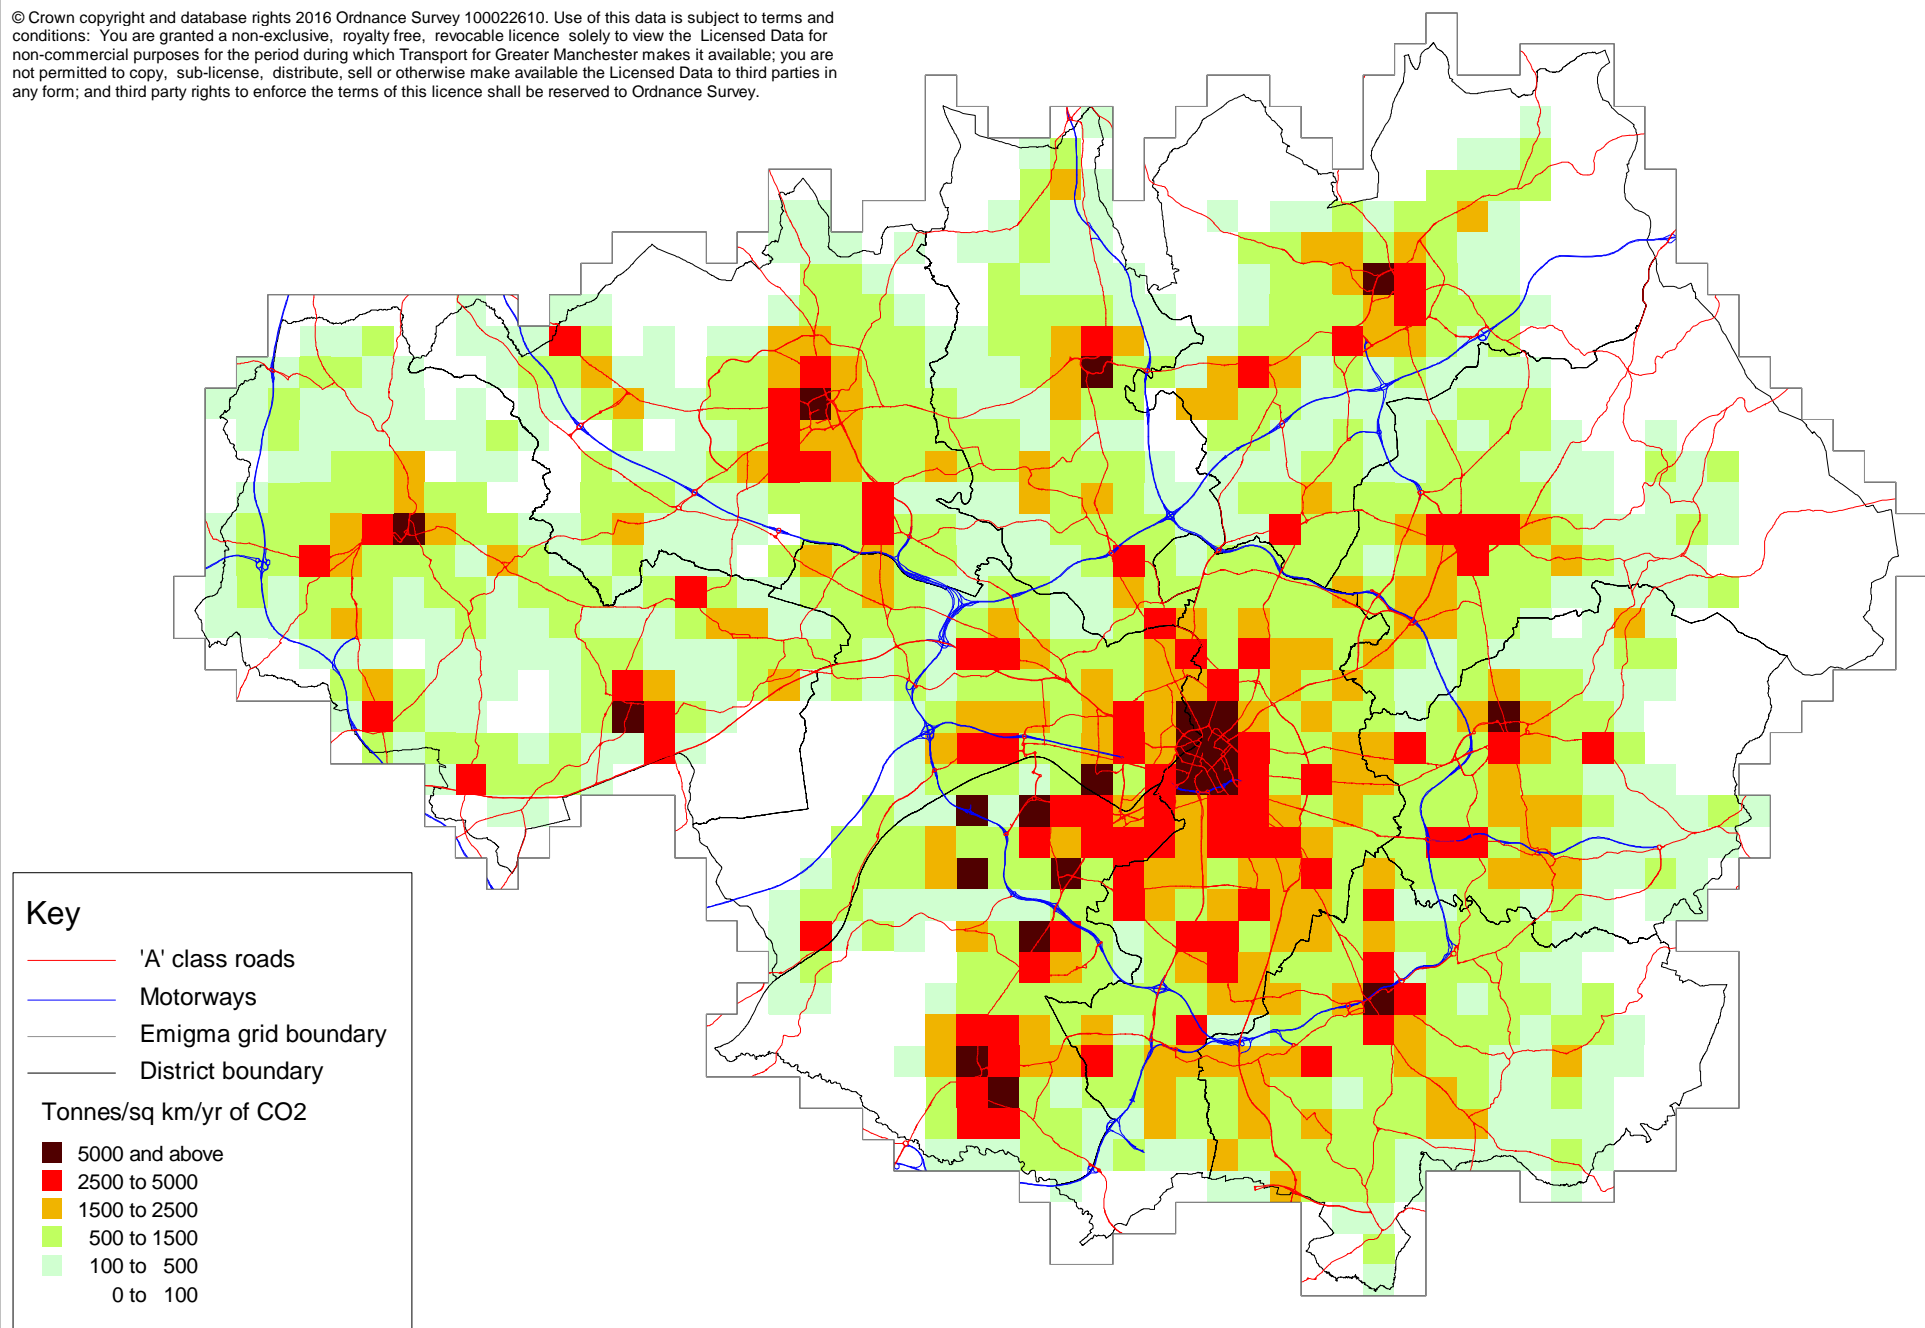 © Crown copyright and database rights 2016 Ordnance Survey 100022610. Use of this data is subject to terms and
conditions: You are granted a non-exclusive, royalty free, revocable licence solely to view the Licensed Data for
non-commercial purposes for the period during which Transport for Greater Manchester makes it available; you are
not permitted to copy, sub-license, distribute, sell or otherwise make available the Licensed Data to third parties in
any form; and third party rights to enforce the terms of this licence shall be reserved to Ordnance Survey.
Key
'A' class roads
Motorways
Emigma grid boundary
District boundary
Tonnes/sq km/yr of CO2
5000 and above
2500 to 5000
1500 to 2500
500 to 1500
100 to 500
0 to 100